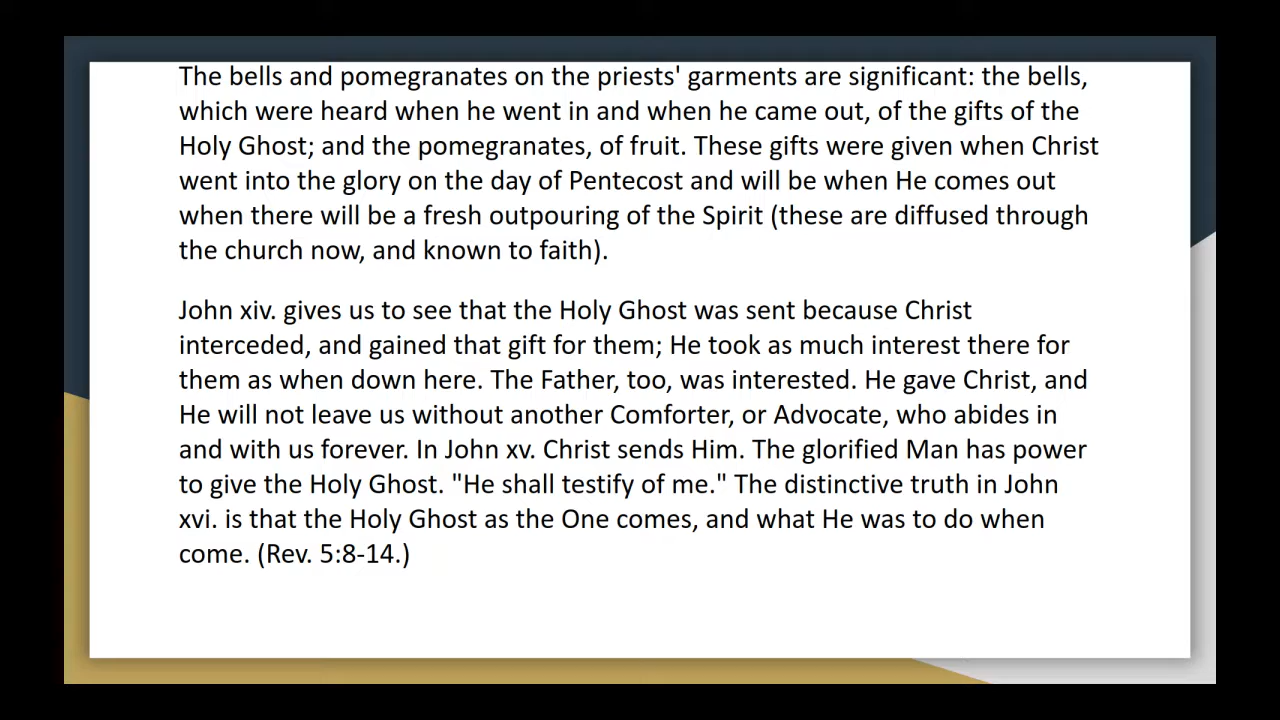 The bells and pomegranates on the priests' garments are significant: the bells,
which were heard when he went in and when he came out, of the gifts of the
Holy Ghost; and the pomegranates, of fruit. These gifts were given when Christ
went into the glory on the day of Pentecost and will be when He comes out
when there will be a fresh outpouring of the Spirit (these are diffused through
the church now, and known to faith).
John xiv. gives us to see that the Holy Ghost was sent because Christ
interceded, and gained that gift for them; He took as much interest there for
them as when down here. The Father, too, was interested. He gave Christ, and
He will not leave us without another Comforter, or Advocate, who abides in
and with us forever. In John xv. Christ sends Him. The glorified Man has power
to give the Holy Ghost. "He shall testify of me." The distinctive truth in John
xvi. is that the Holy Ghost as the One comes, and what He was to do when
come. (Rev. 5:8-14.)